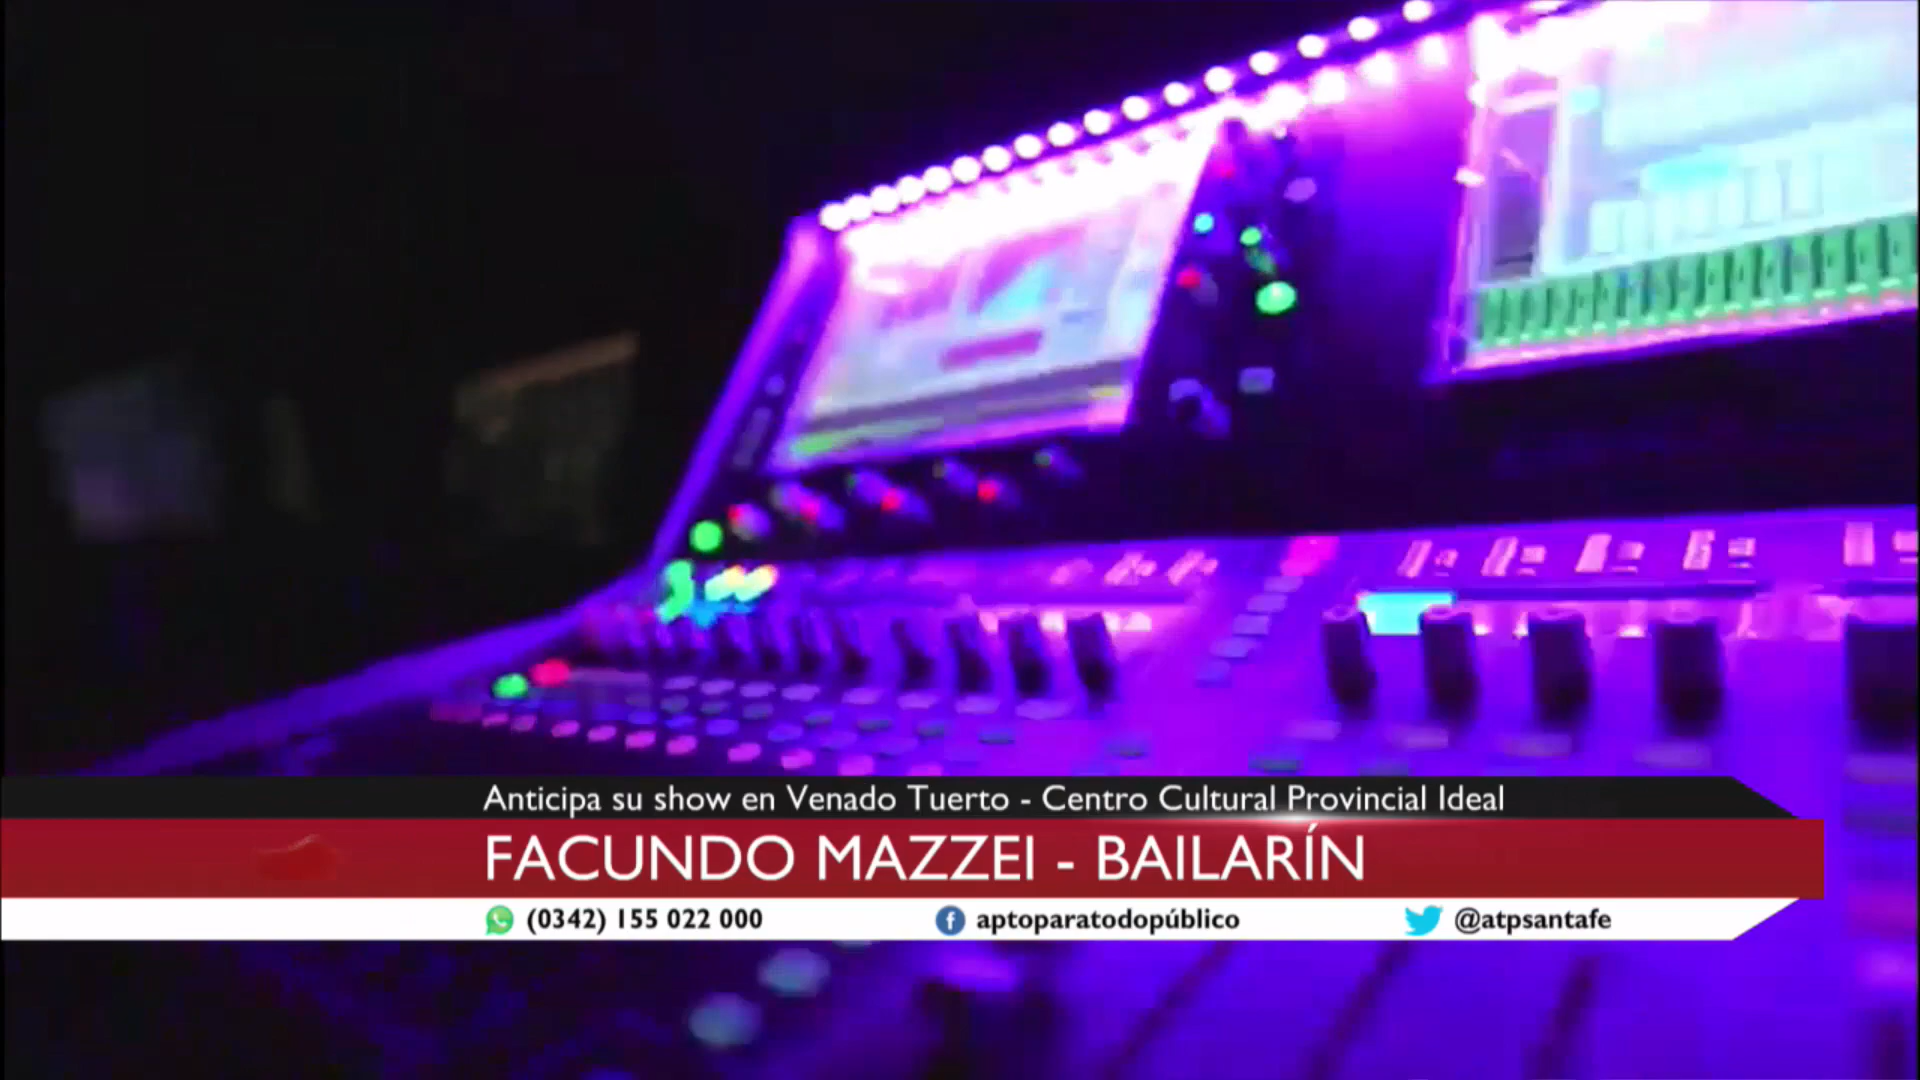 Anticipa su show en Venado Tuerto - Centro Cultural Provincial Ideal
FACUNDO MAZZEI - BAILARÍN
(0342) 155 022 000 aptoparatodopúblico @atpsantafe